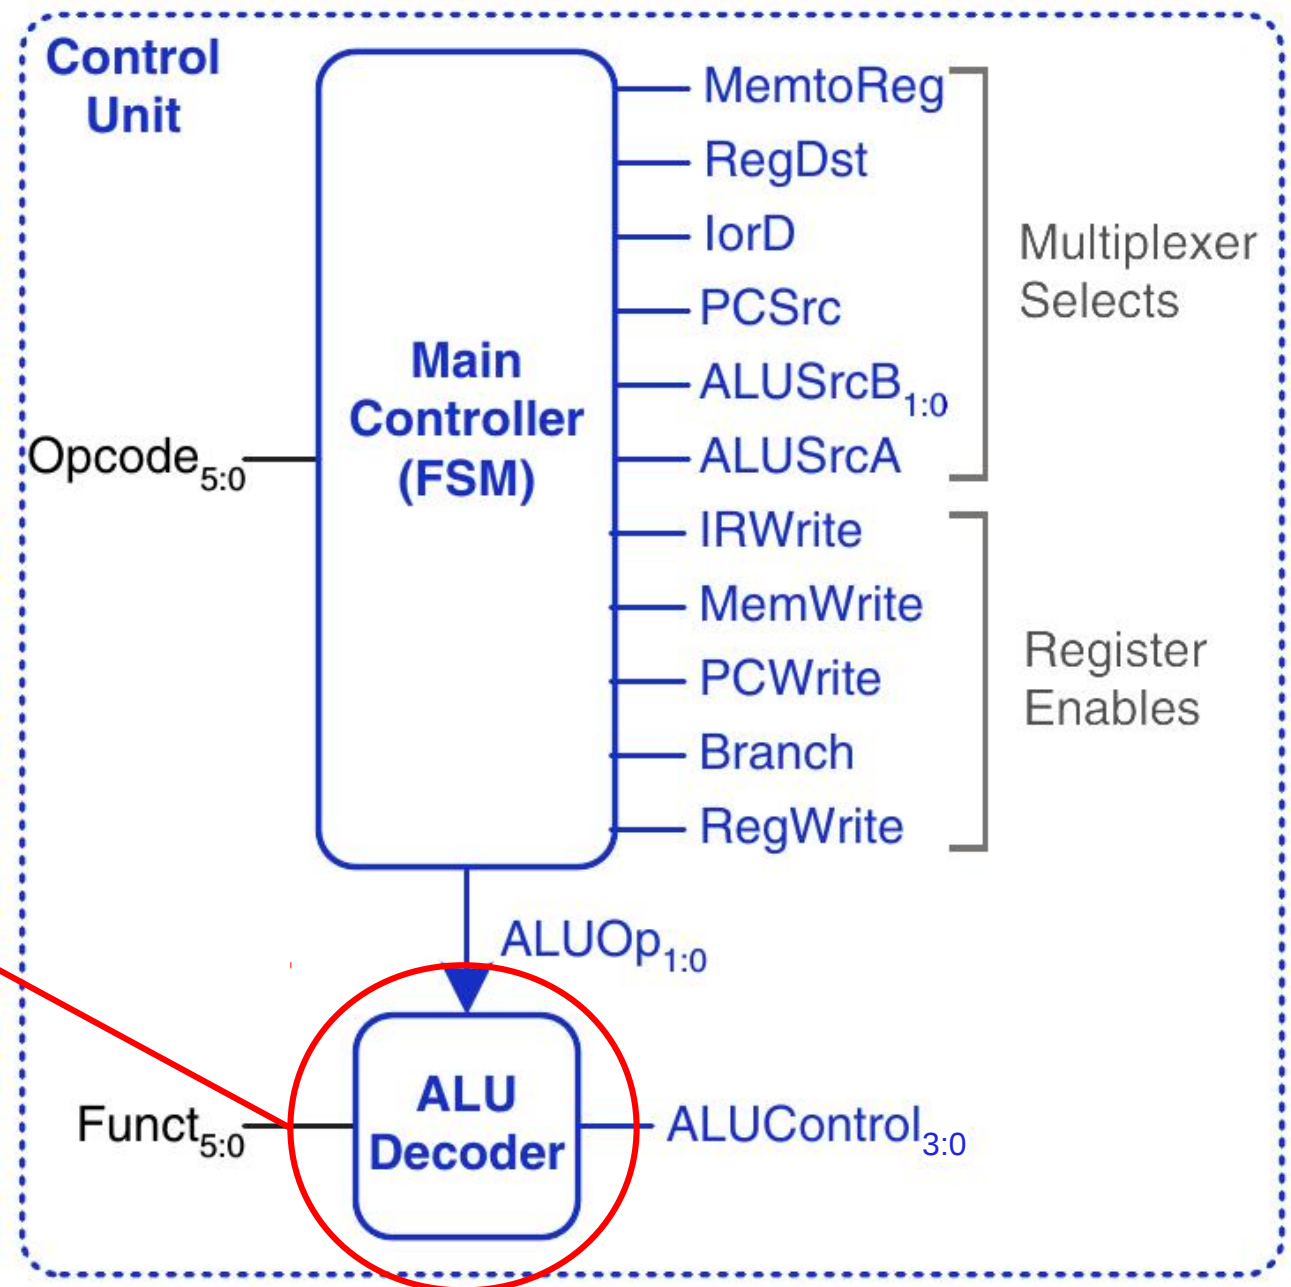 Control
Unit
MemtoReg
RegDst
IorD
Multiplexer
Selects
PCSrc
Main
Controller
(FSM)
ALUSrcB1:0
Opcode5:0
ALUSrcA
IRWrite
MemWrite
Register
Enables
PCWrite
Branch
RegWrite
ALUOp1:0
ALU
Decoder
Funct5:0
ALUControl3:0